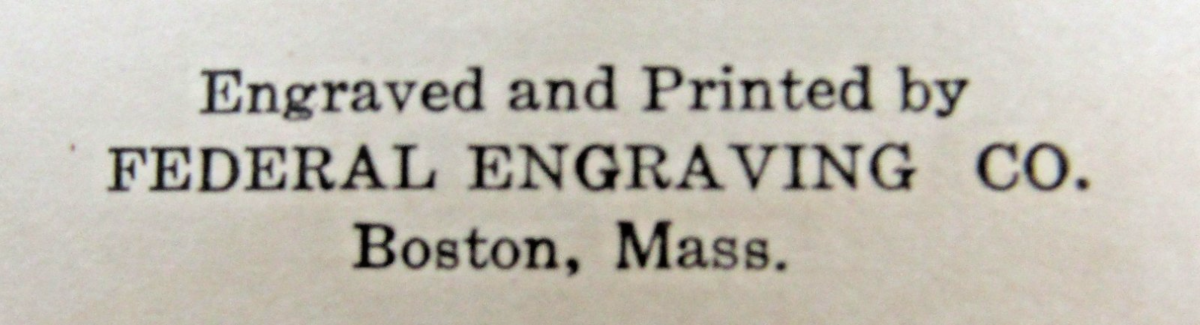 Engraved and Printed by
FEDERAL ENGRAVING CO.
Boston, Mass.